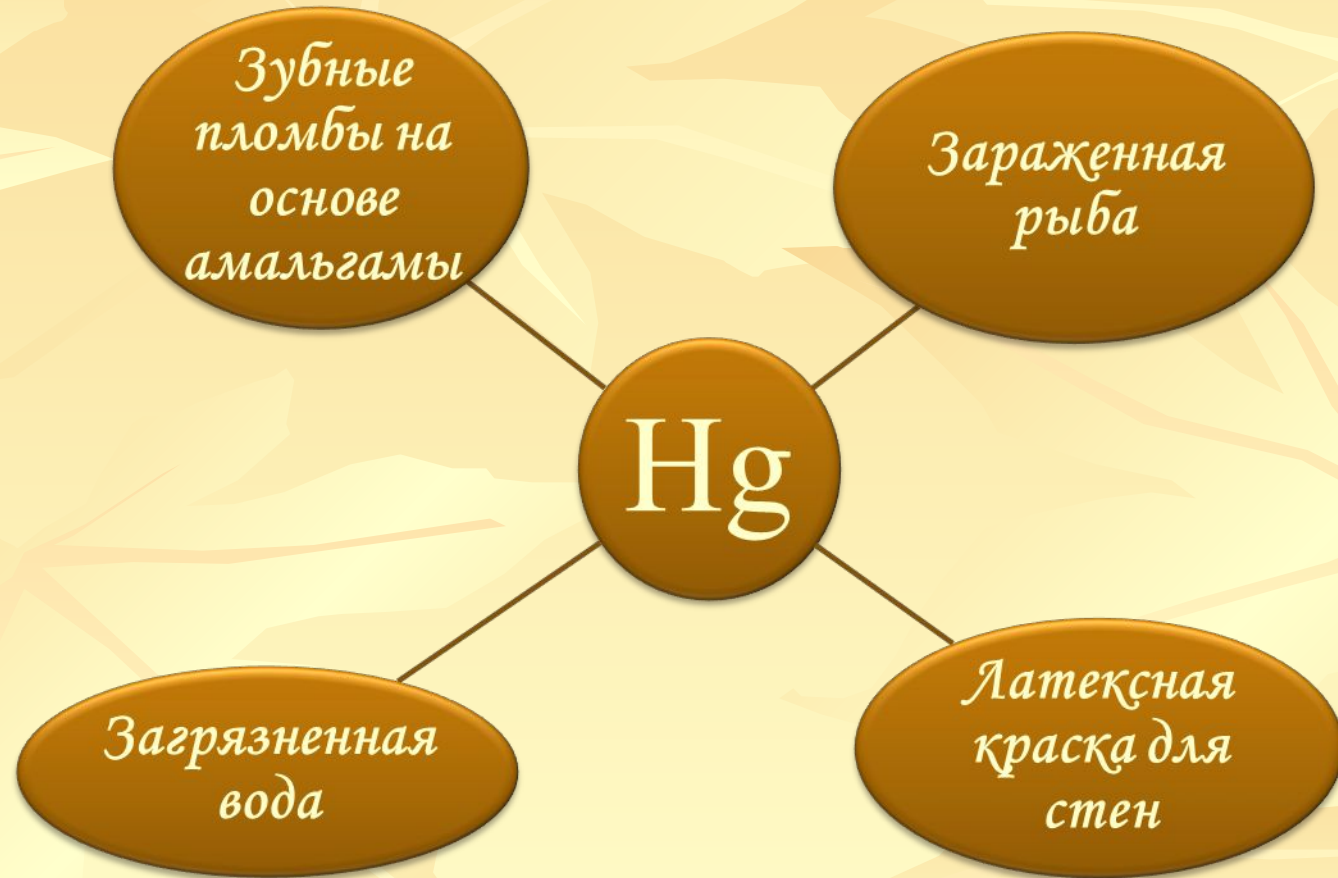 Зубные
пломбы на
основе
амальгамы
Зараженная
рыба
Hg
Загрязненная
вода
Латексная
краска для
стен